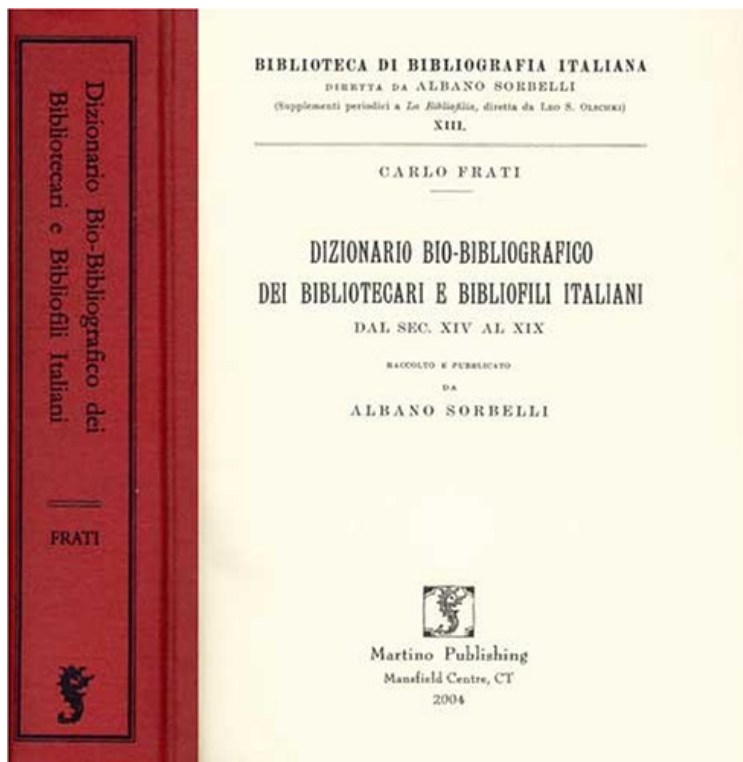 Dizionario Bio-Bibliografico dei
Bibliotecari e Bibliofili Italiani
FRATI
BIBLIOTECA DI BIBLIOGRAFIA ITALIANA
DIRETTA DA ALBANO SORBELLI
(Supplementi periodici a La Bibliofilia, diretta da LEO S. OLSCHKI)
XIII.
CARLO FRATI
DIZIONARIO BIO-BIBLIOGRAFICO
DEI BIBLIOTECARI E BIBLIOFILI ITALIANI
DAL SEC. XIV AL XIX
RACCOLTO E PUBBLICATO
DA
ALBANO SORBELLI
Martino Publishing
Mansfield Centre, CT
2004